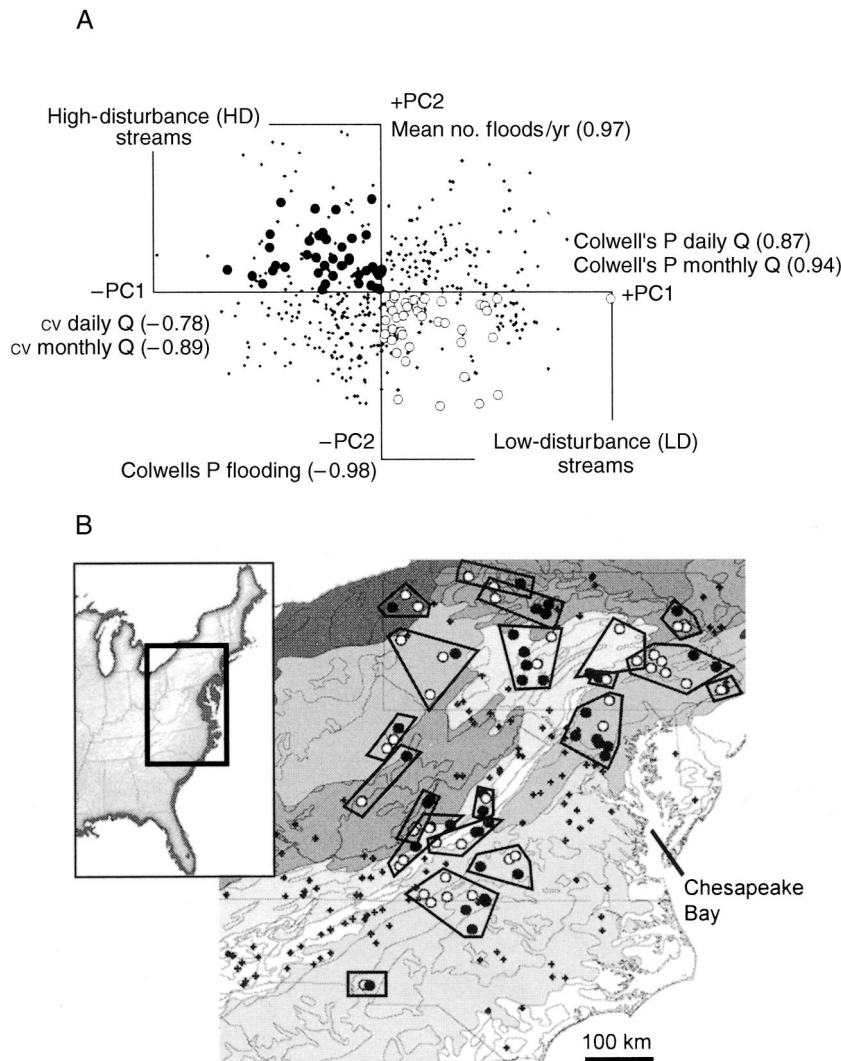 A
High-disturbance (HD)
streams
+PC2
Mean no. floods/yr (0.97)
Colwell's P daily Q (0.87)
Colwell's P monthly Q (0.94)
−PC1
+PC1
CV daily Q (−0.78)
CV monthly Q (−0.89)
−PC2
Colwells P flooding (−0.98)
Low-disturbance (LD)
streams
B
Chesapeake
Bay
100 km